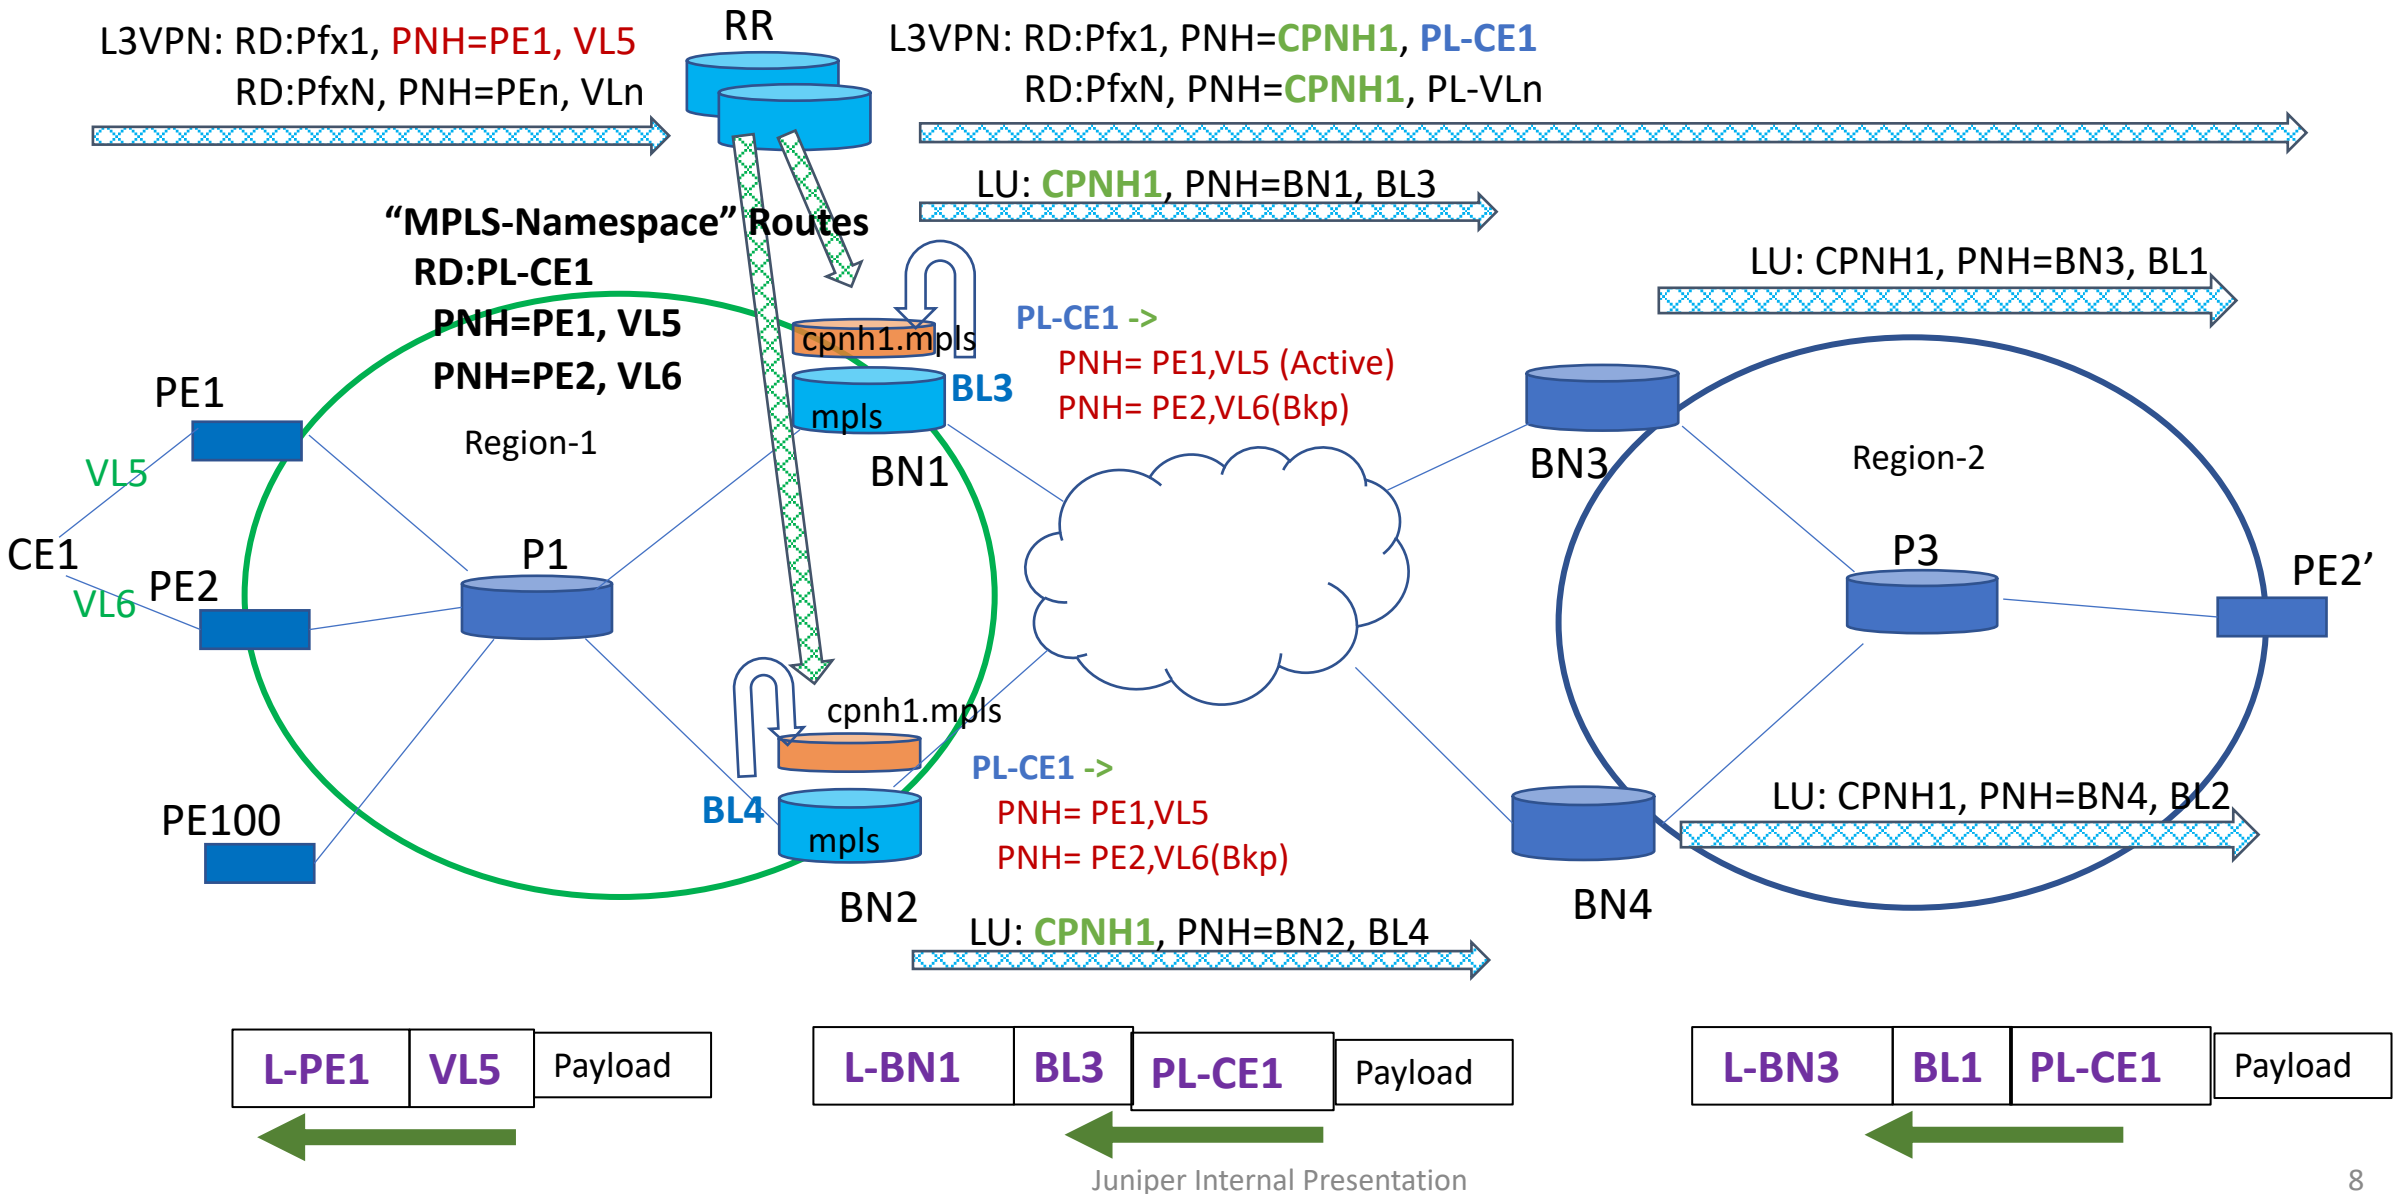 L3VPN: RD:Pfx1, PNH=PE1, VL5
RD:PfxN, PNH=PEn, VLn
RR
L3VPN: RD:Pfx1, PNH=CPNH1, PL-CE1
RD:PfxN, PNH=CPNH1, PL-VLn
LU: CPNH1, PNH=BN1, BL3
“MPLS-Namespace” Routes
RD:PL-CE1
PNH=PE1, VL5
PNH=PE2, VL6
LU: CPNH1, PNH=BN3, BL1
cpnh1.mpls
mpls
BL3
BN1
PL-CE1 ->
PNH= PE1,VL5 (Active)
PNH= PE2,VL6(Bkp)
PE1
Region-1
VL5
CE1
PE2
VL6
P1
PE100
BN3
Region-2
P3
PE2’
cpnh1.mpls
BL4
mpls
BN2
PL-CE1 ->
PNH= PE1,VL5
PNH= PE2,VL6(Bkp)
BN4
LU: CPNH1, PNH=BN4, BL2
LU: CPNH1, PNH=BN2, BL4
L-PE1 VL5 Payload
L-BN1 BL3 PL-CE1 Payload
L-BN3 BL1 PL-CE1 Payload
Juniper Internal Presentation
8